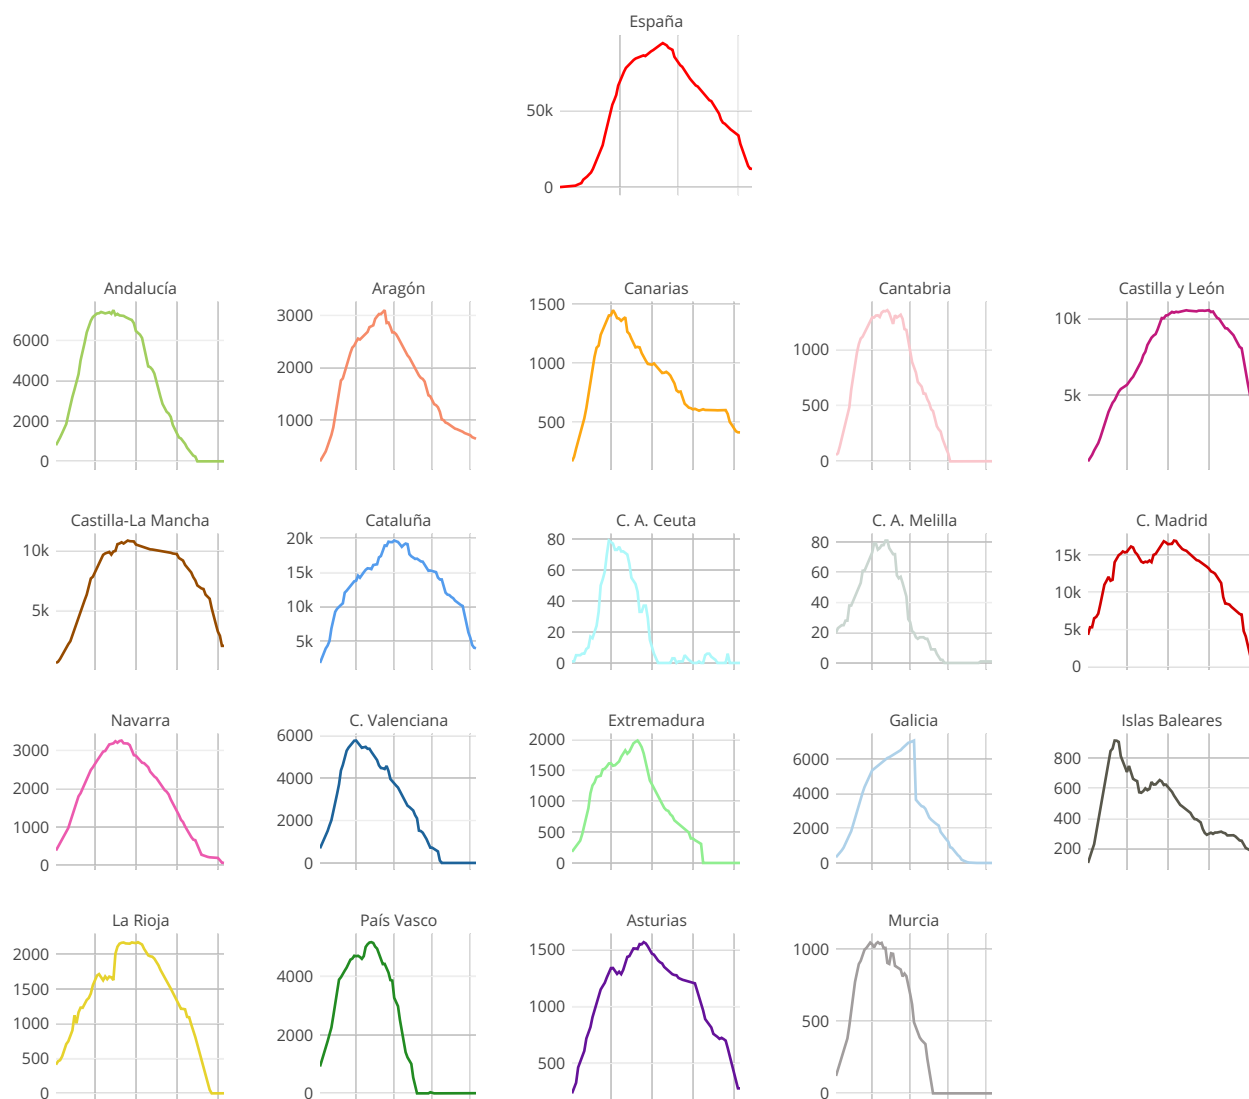 España
50k
0
Andalucía
Aragón
Canarias
Cantabria
Castilla y León
6000
4000
2000
0
3000
2000
1000
1500
1000
500
1000
500
0
10k
5k
Castilla-La Mancha
Cataluña
C. A. Ceuta
C. A. Melilla
C. Madrid
10k
5k
20k
15k
10k
5k
80
60
40
20
0
80
60
40
20
0
15k
10k
5k
0
Navarra
C. Valenciana
Extremadura
Galicia
Islas Baleares
3000
2000
1000
0
6000
4000
2000
0
2000
1500
1000
500
0
6000
4000
2000
0
800
600
400
200
La Rioja
País Vasco
Asturias
Murcia
2000
1500
1000
500
0
4000
2000
0
1500
1000
500
1000
500
0